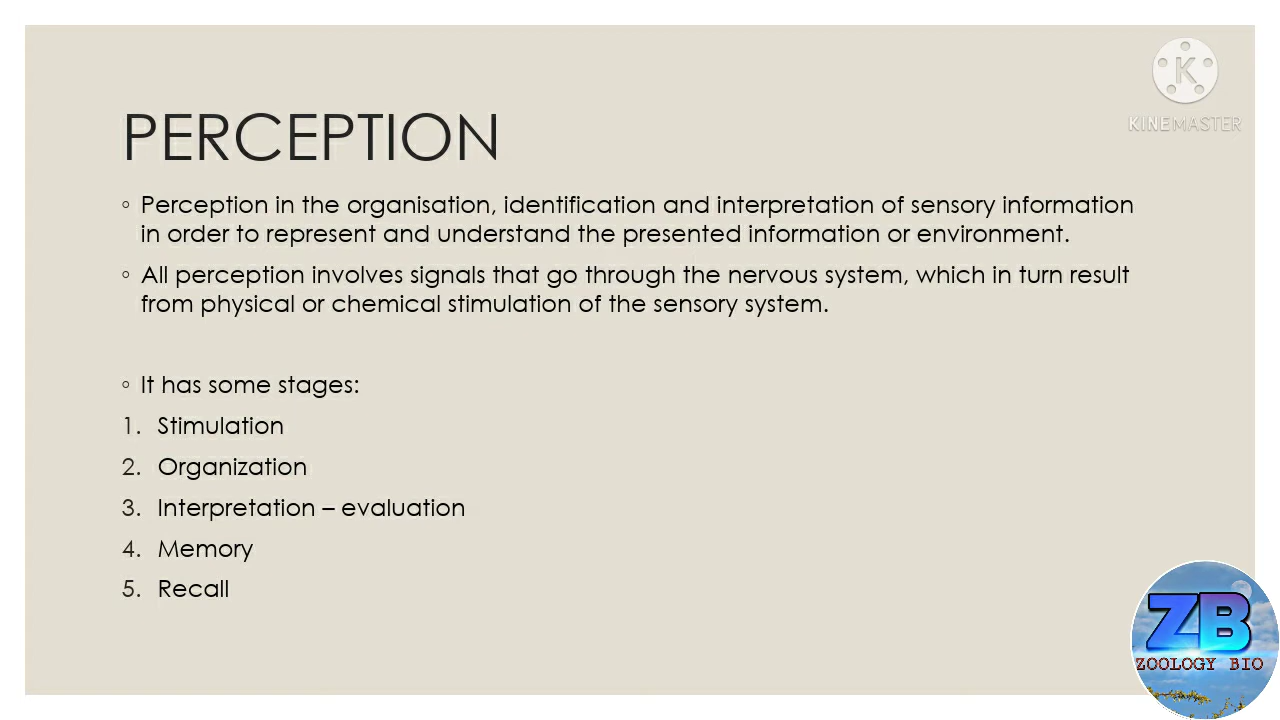 K
KINEMASTER
PERCEPTION
◦ Perception in the organisation, identification and interpretation of sensory information
in order to represent and understand the presented information or environment.
◦ All perception involves signals that go through the nervous system, which in turn result
from physical or chemical stimulation of the sensory system.
◦ It has some stages:
1. Stimulation
2. Organization
3. Interpretation – evaluation
4. Memory
5. Recall
ZB
ZOOLOGY BIO